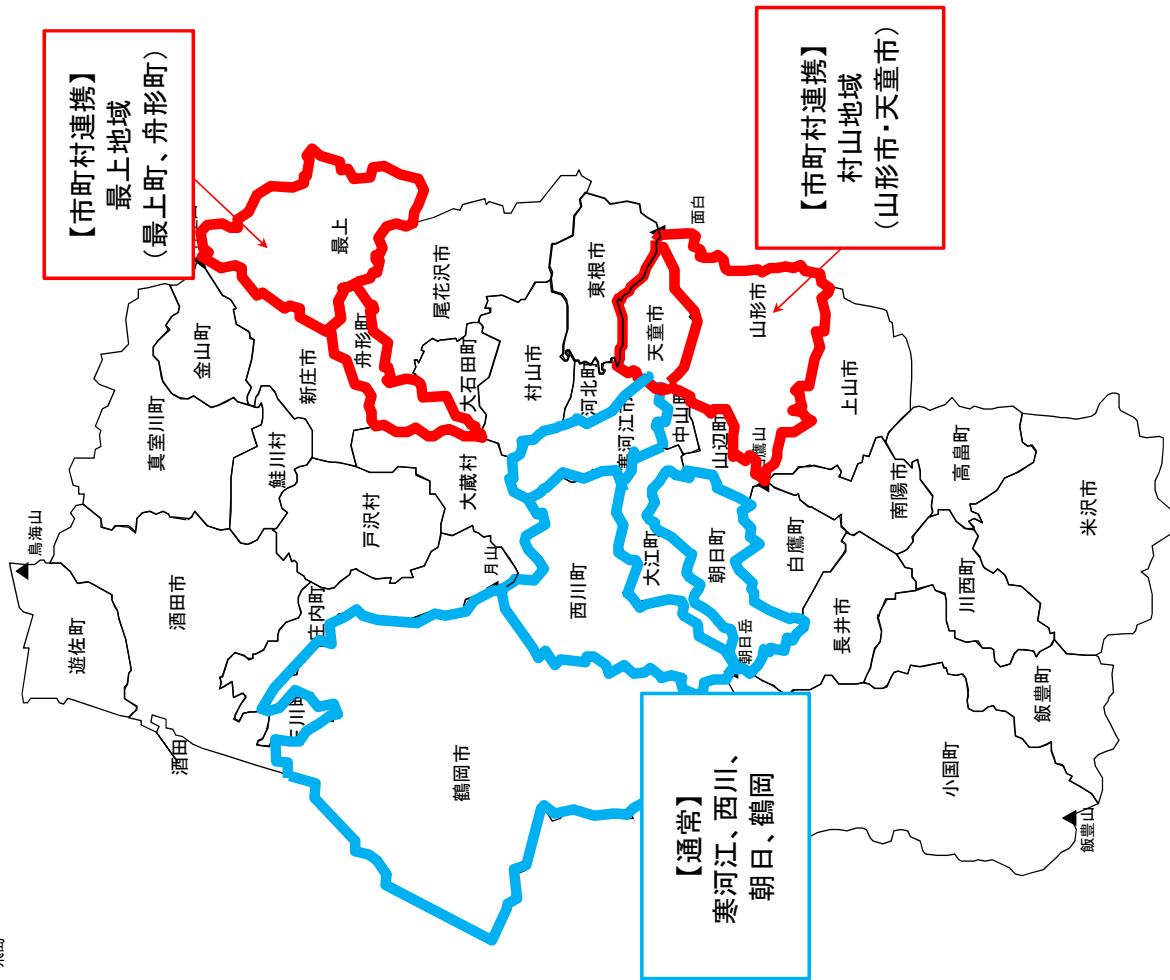 飛島
【市町村連携】
最上地域
（最上町、舟形町）
【市町村連携】
村山地域
（山形市・天童市）
【通常】
寒河江、西川、
朝日、鶴岡
鳥海山
遊佐町
酒田市
酒田
真室川町
金山町
新庄市
鮭川村
戸沢村
最上
舟形町
大蔵村
尾花沢市
大石田町
村山市
東根市
面白
庄内町
三川町
鶴岡市
月山
西川町
河北町
寒河江市
天童市
中山町
山辺町
山形市
大江町
朝日町
朝日岳
白鷹町
上山市
南陽市
高畠町
長井市
川西町
米沢市
飯豊町
小国町
飯豊山